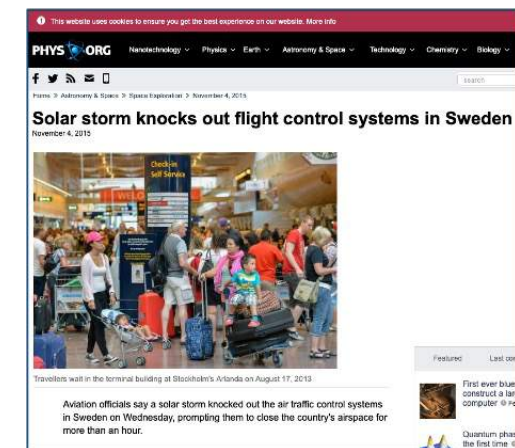 This website uses cookies to ensure you get the best experience on our website. More info
PHYS ORG Nanotechnology Physics Earth Astronomy & Space Technology Chemistry Biology
search
Home > Astronomy & Space > Space Exploration > November 4, 2015
Solar storm knocks out flight control systems in Sweden
November 4, 2015
Check-in
Self Service
Travellers wait in the terminal building at Stockholm's Arlanda on August 17, 2013
Featured Last
Aviation officials say a solar storm knocked out the air traffic control systems
in Sweden on Wednesday, prompting them to close the country's airspace for
more than an hour.
First ever blue
construct a
computer
Quantum
the first time